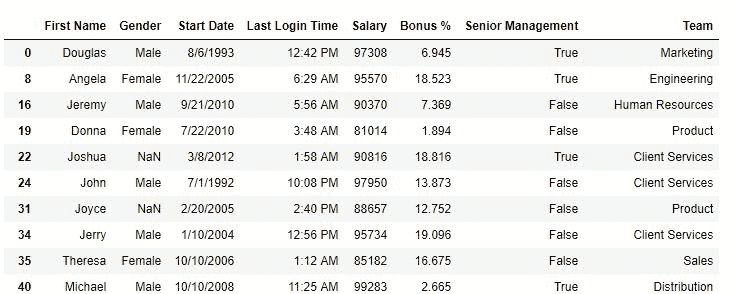 First Name Gender Start Date Last Login Time Salary Bonus % Senior Management Team
0 Douglas Male 8/6/1993 12:42 PM 97308 6.945 True Marketing
8 Angela Female 11/22/2005 6:29 AM 95570 18.523 True Engineering
16 Jeremy Male 9/21/2010 5:56 AM 90370 7.369 False Human Resources
19 Donna Female 7/22/2010 3:48 AM 81014 1.894 False Product
22 Joshua NaN 3/8/2012 1:58 AM 90816 18.816 True Client Services
24 John Male 7/1/1992 10:08 PM 97950 13.873 False Client Services
31 Joyce NaN 2/20/2005 2:40 PM 88657 12.752 False Product
34 Jerry Male 1/10/2004 12:56 PM 95734 19.096 False Client Services
35 Theresa Female 10/10/2006 1:12 AM 85182 16.675 False Sales
40 Michael Male 10/10/2008 11:25 AM 99283 2.665 True Distribution